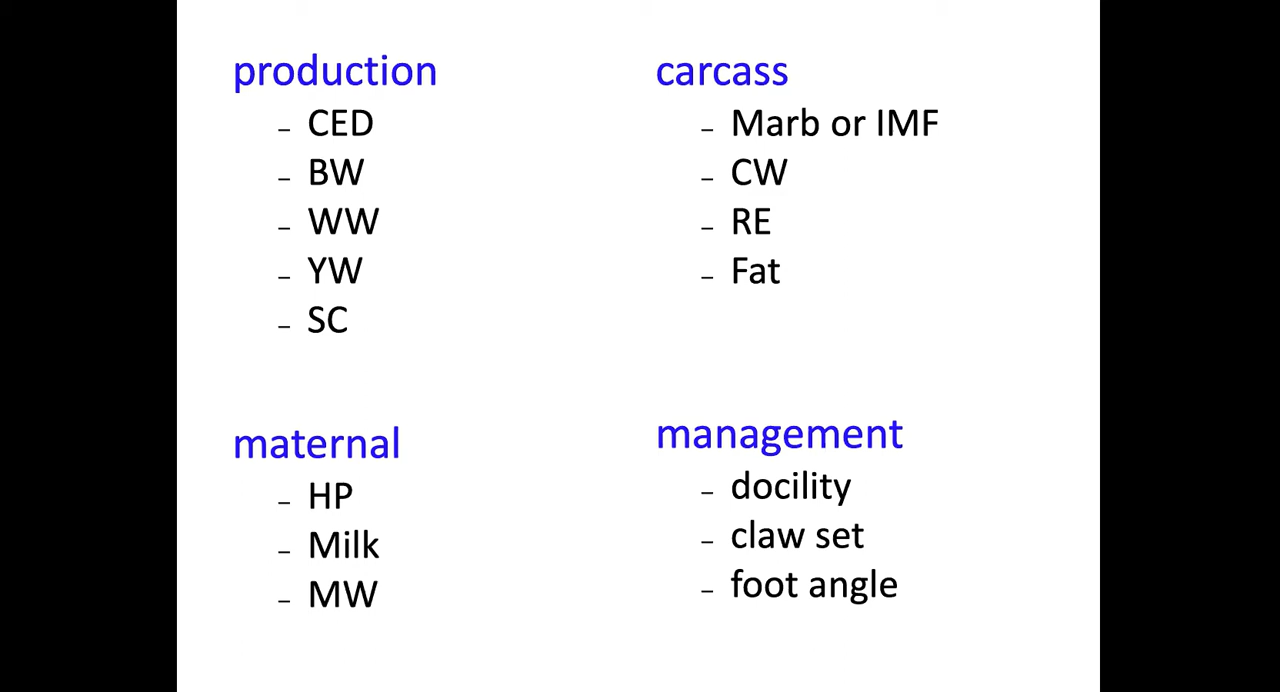 production
– CED
– BW
– WW
– YW
– SC
carcass
– Marb or IMF
– CW
– RE
– Fat
maternal
– HP
– Milk
– MW
management
– docility
– claw set
– foot angle